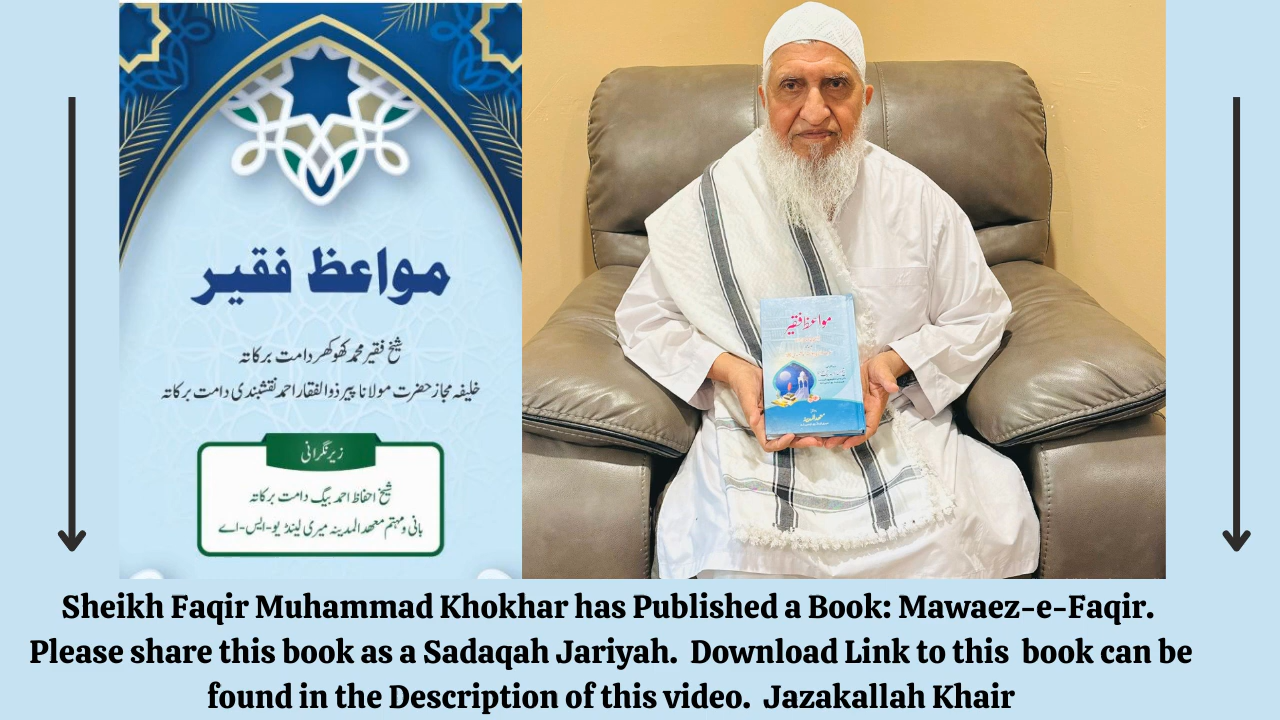 مواعظ فقیر
شیخ فقیر محمد کھوکھر دامت برکاتہ
خلیفہ مجاز حضرت مولانا پیر ذوالفقار احمد نقشبندی دامت برکاتہ
زیر نگرانی
شیخ احفاظ احمد بیگ دامت برکاتہ
بانی و مہتمم معھد المدینہ میری لینڈ یو-ایس-اے
مواعظ فقیر
Sheikh Faqir Muhammad Khokhar has Published a Book: Mawaez-e-Faqir.
Please share this book as a Sadaqah Jariyah. Download Link to this book can be
found in the Description of this video. Jazakallah Khair